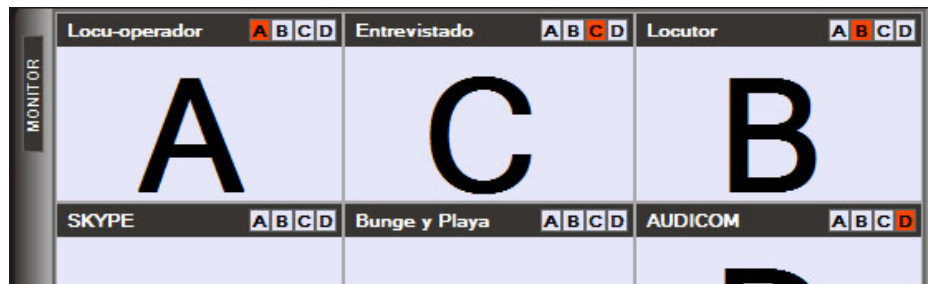 MONITOR
Locu-operador A B C D
Entrevistado A B C D
Locutor A B C D
A
C
B
SKYPE A B C D
Bunge y Playa A B C D
AUDICOM A B C D